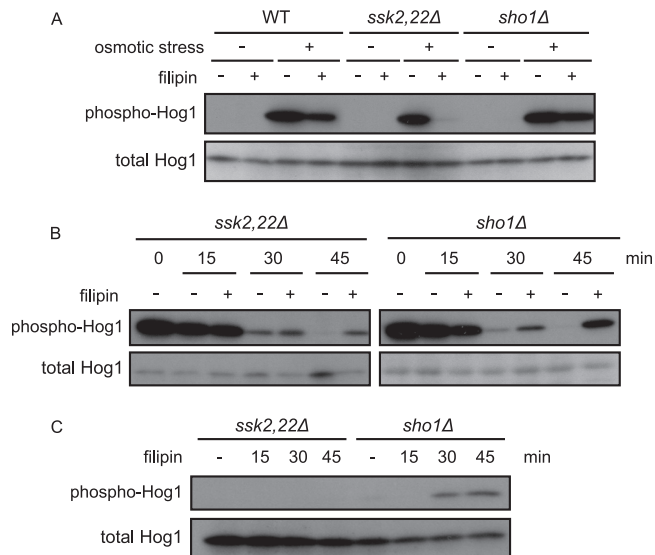 A
WT ssk2,22Δ sho1Δ
osmotic stress - + - + - +
filipin - + - + - + - + - + - +
phospho-Hog1
total Hog1
B
ssk2,22Δ sho1Δ
0 15 30 45 0 15 30 45 min
filipin - - + - + - + - - + - + - +
phospho-Hog1
total Hog1
C
ssk2,22Δ sho1Δ
filipin - 15 30 45 - 15 30 45 min
phospho-Hog1
total Hog1